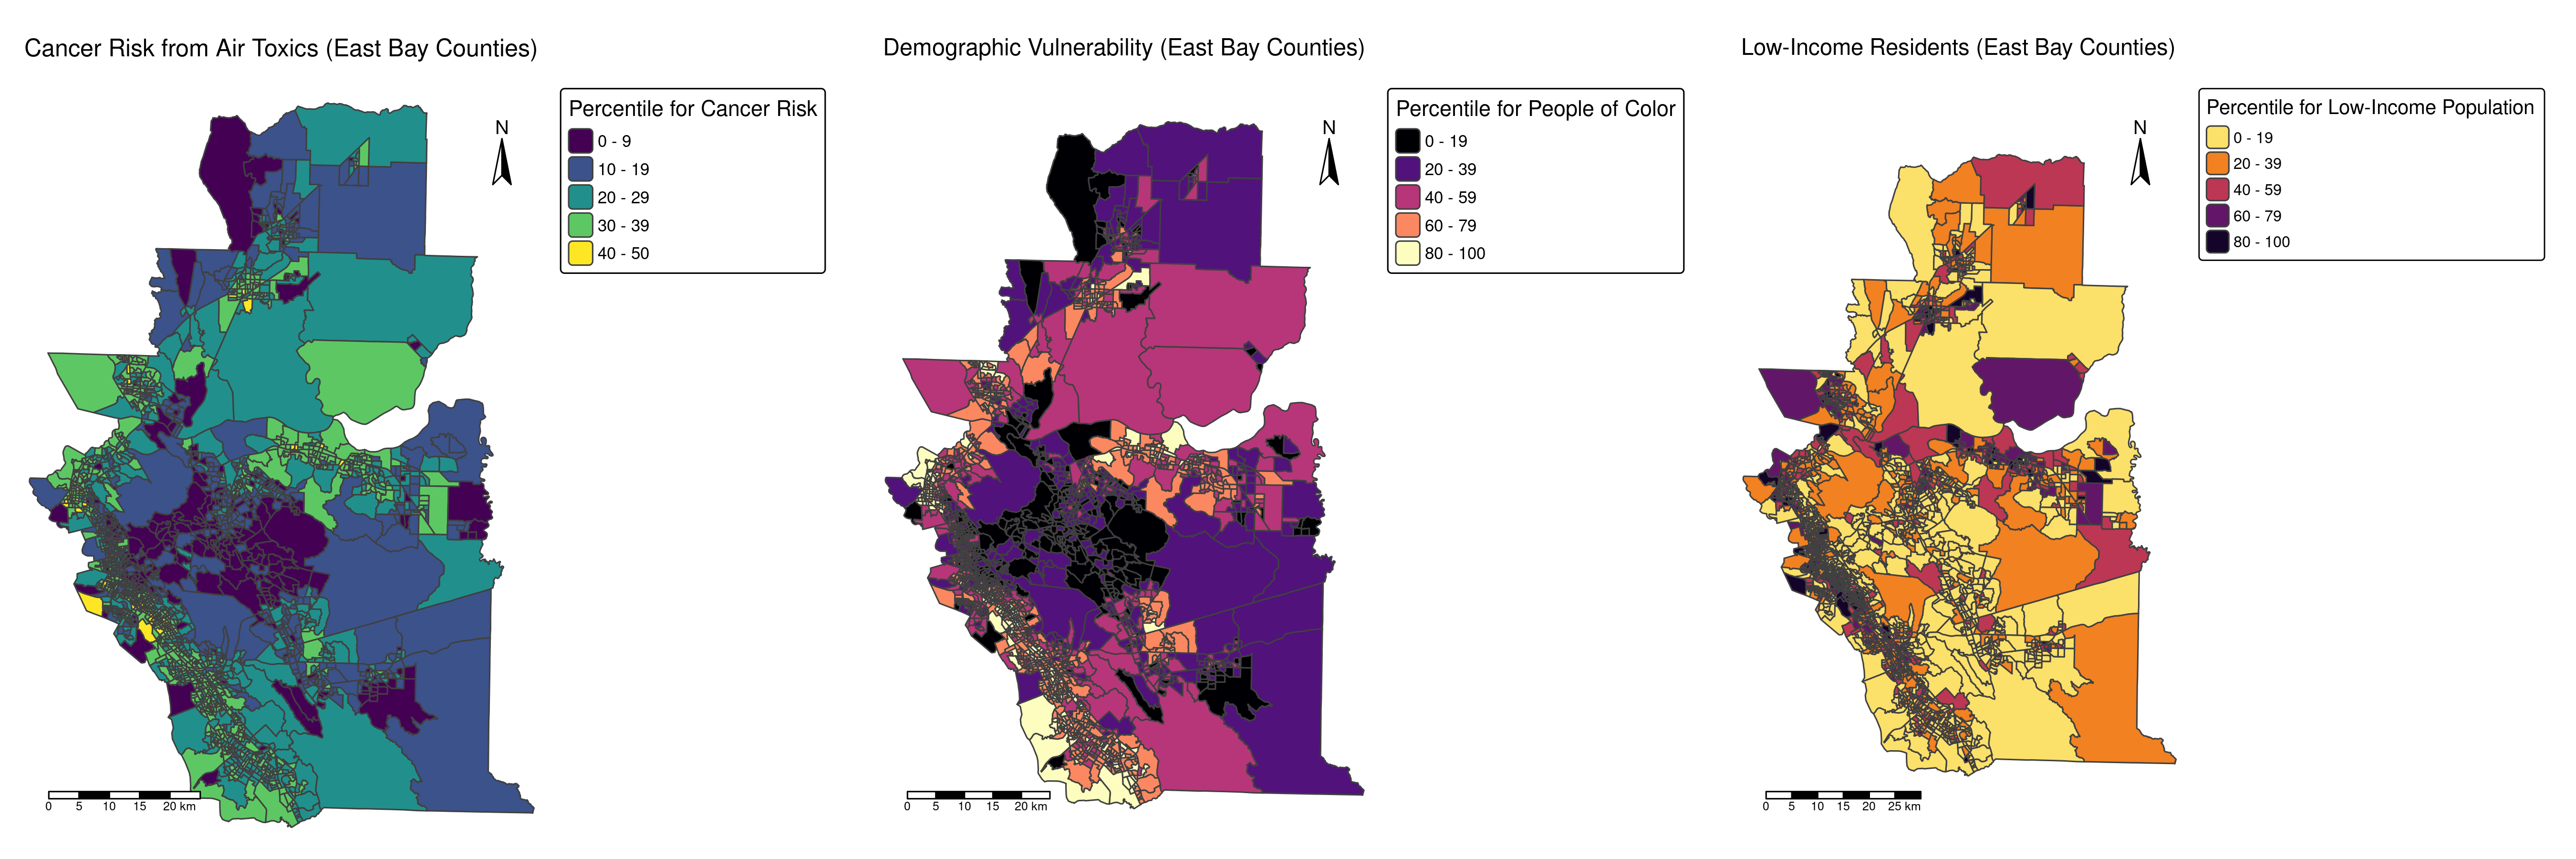 Cancer Risk from Air Toxics (East Bay Counties)
Percentile for Cancer Risk
0 - 9
10 - 19
20 - 29
30 - 39
40 - 50
N
0 5 10 15 20 km
Demographic Vulnerability (East Bay Counties)
Percentile for People of Color
0 - 19
20 - 39
40 - 59
60 - 79
80 - 100
N
0 5 10 15 20 km
Low-Income Residents (East Bay Counties)
Percentile for Low-Income Population
0 - 19
20 - 39
40 - 59
60 - 79
80 - 100
N
0 5 10 15 20 25 km